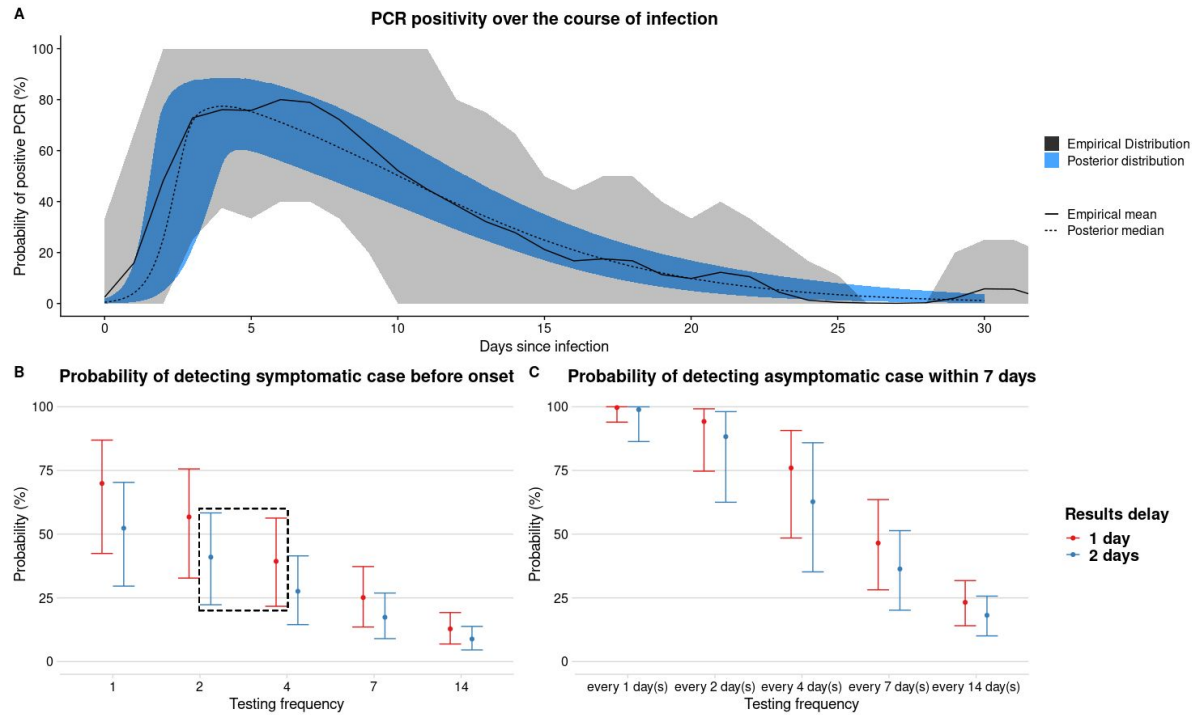 A
PCR positivity over the course of infection
Probability of positive PCR (%)
100
80
60
40
20
0
0 5 10 15 20 25 30
Days since infection
Empirical Distribution
Posterior distribution
Empirical mean
Posterior median
B
Probability of detecting symptomatic case before onset
Probability (%)
100
75
50
25
0
1 2 4 7 14
Testing frequency
C
Probability of detecting asymptomatic case within 7 days
Probability (%)
100
75
50
25
0
every 1 day(s) every 2 day(s) every 4 day(s) every 7 day(s) every 14 day(s)
Testing frequency
Results delay
1 day
2 days